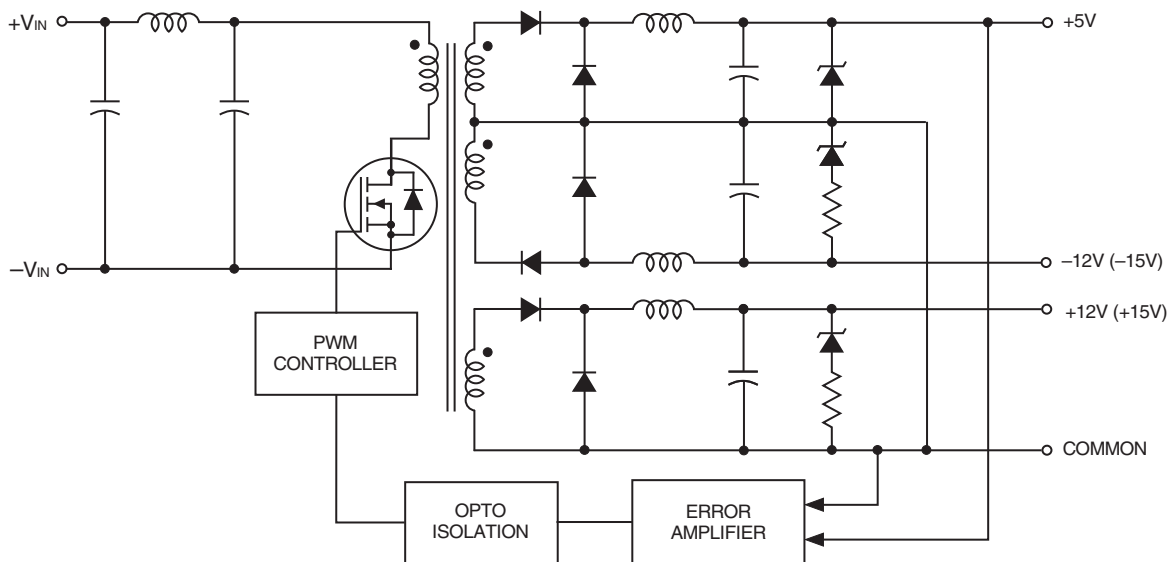 +VIN
+5V
–VIN
–12V (–15V)
+12V (+15V)
PWM
CONTROLLER
COMMON
OPTO
ISOLATION
ERROR
AMPLIFIER